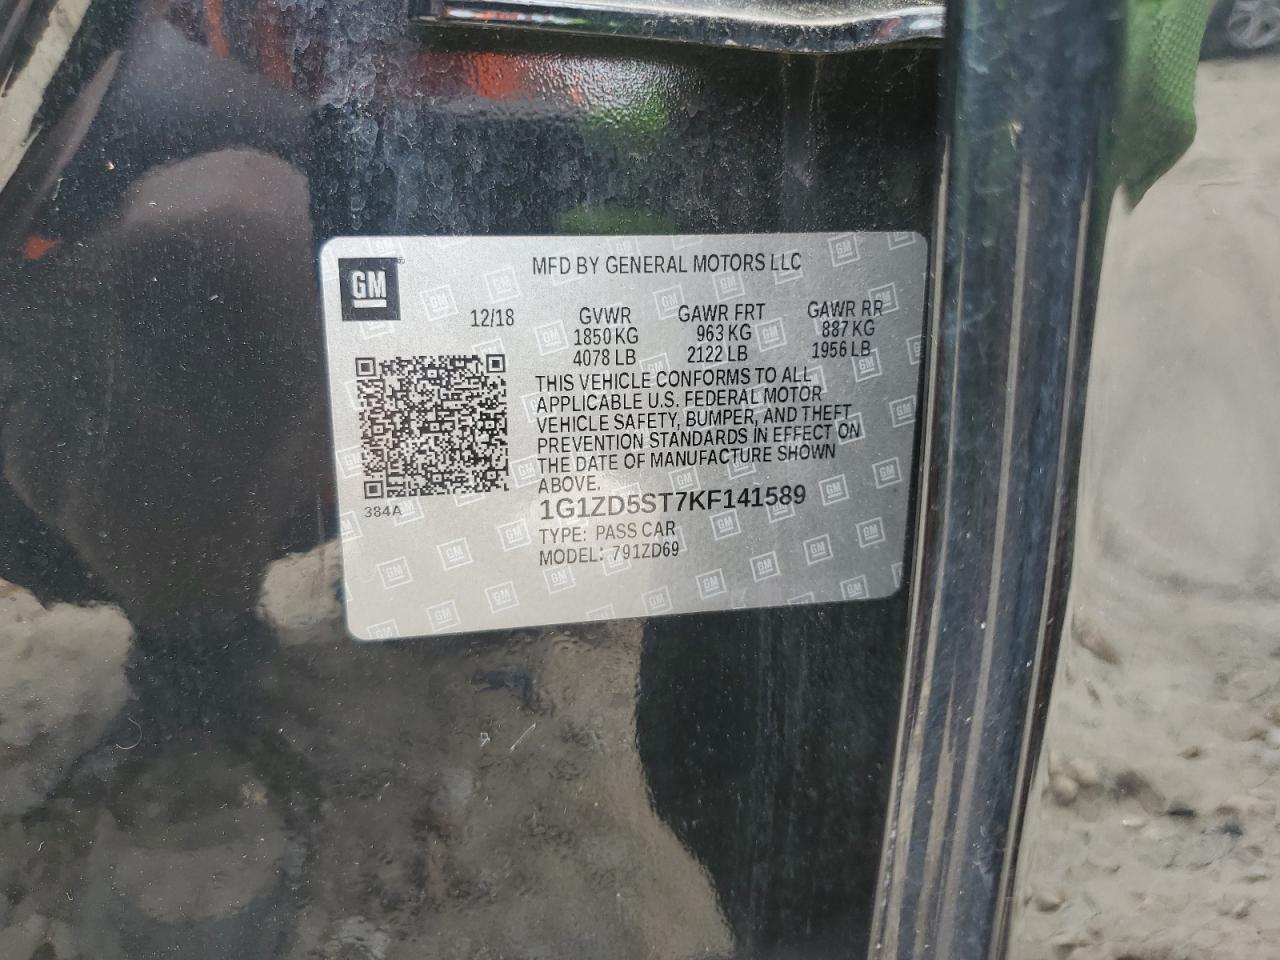 GM
MFD BY GENERAL MOTORS LLC
12/18 GVWR GAWR FRT GAWR RR
1850 KG 963 KG 887 KG
4078 LB 2122 LB 1956 LB
THIS VEHICLE CONFORMS TO ALL
APPLICABLE U.S. FEDERAL MOTOR
VEHICLE SAFETY, BUMPER, AND THEFT
PREVENTION STANDARDS IN EFFECT ON
THE DATE OF MANUFACTURE SHOWN
ABOVE.
384A
1G1ZD5ST7KF141589
TYPE: PASS CAR
MODEL: 791ZD69